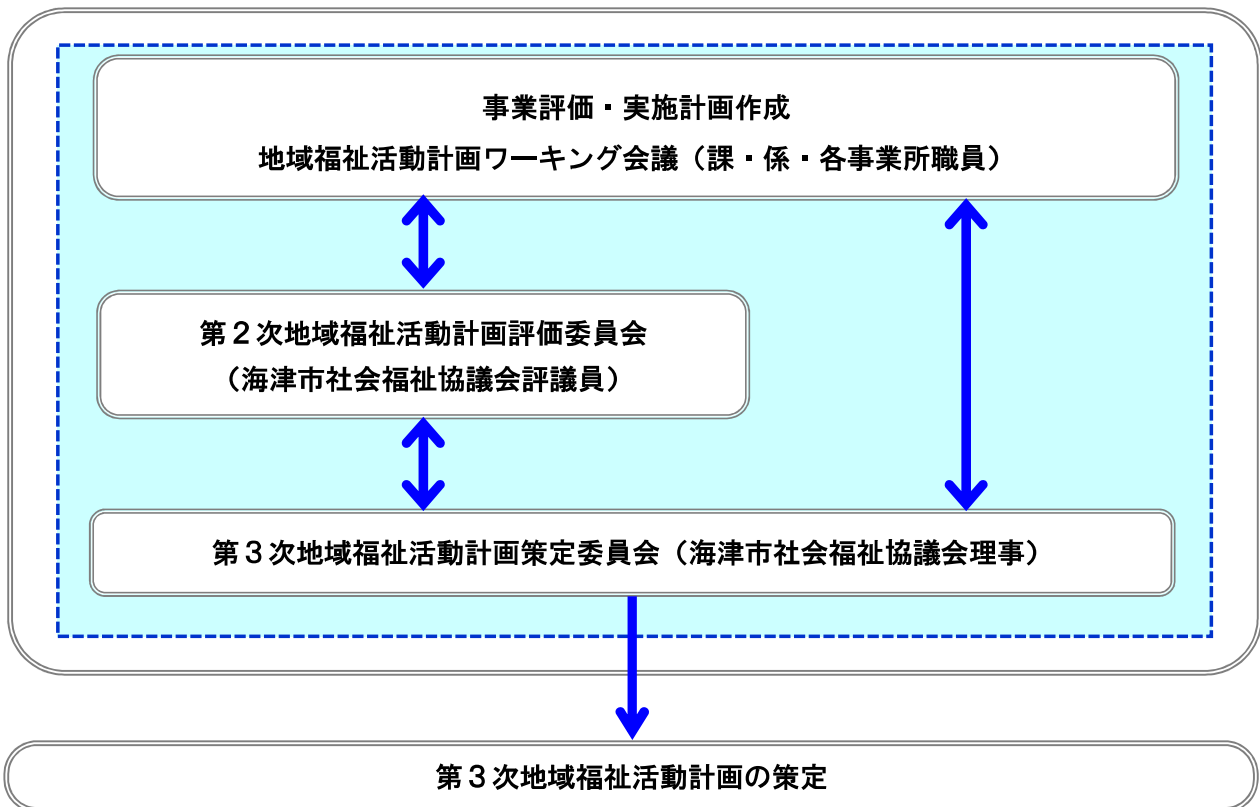 事業評価・実施計画作成
地域福祉活動計画ワーキング会議（課・係・各事業所職員）
第２次地域福祉活動計画評価委員会
（海津市社会福祉協議会評議員）
第３次地域福祉活動計画策定委員会（海津市社会福祉協議会理事）
第３次地域福祉活動計画の策定